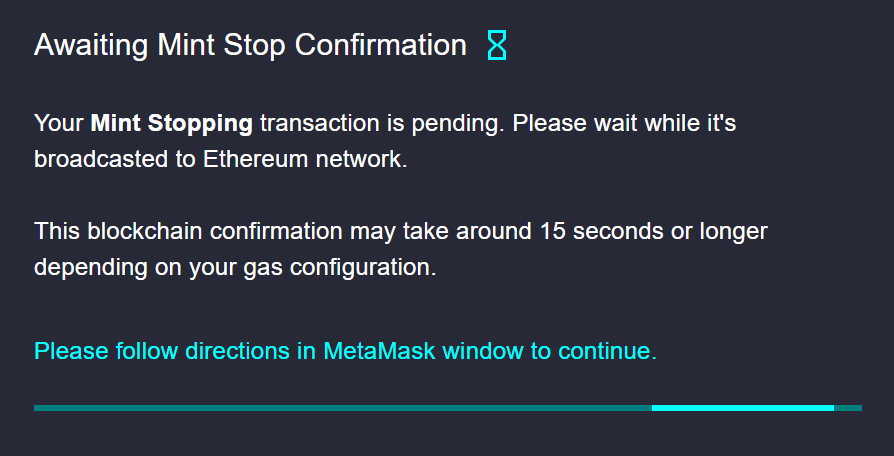 Awaiting Mint Stop Confirmation
Your Mint Stopping transaction is pending. Please wait while it's
broadcasted to Ethereum network.
This blockchain confirmation may take around 15 seconds or longer
depending on your gas configuration.
Please follow directions in MetaMask window to continue.